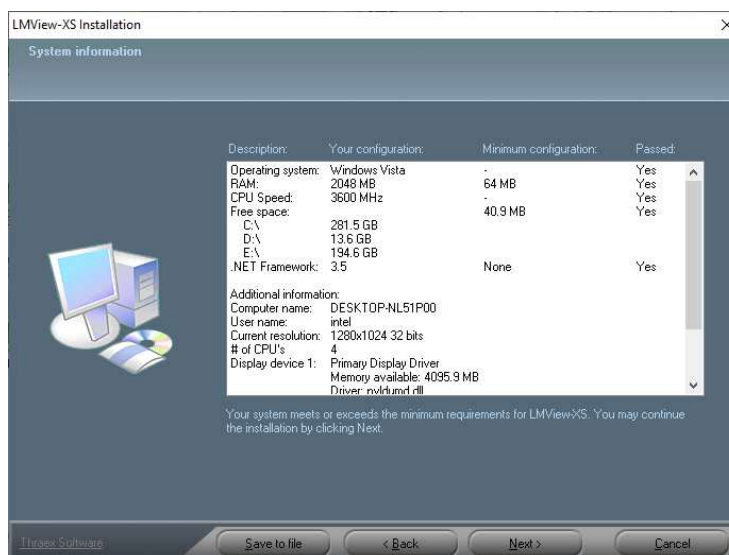 LMView-XS Installation
System information
Description: Your configuration: Minimum configuration: Passed:
Operating system: Windows Vista - Yes
RAM: 2048 MB 64 MB Yes
CPU Speed: 3600 MHz - Yes
Free space: 40.9 MB Yes
C:\ 281.5 GB
D:\ 13.6 GB
E:\ 194.6 GB
.NET Framework: 3.5 None Yes
Additional information:
Computer name: DESKTOP-NL51P00
User name: intel
Current resolution: 1280x1024 32 bits
# of CPU's 4
Display device 1: Primary Display Driver
Memory available: 4095.9 MB
Driver: nvldumd.dll
Your system meets or exceeds the minimum requirements for LMView-XS. You may continue
the installation by clicking Next.
Thraex Software Save to file < Back Next > Cancel